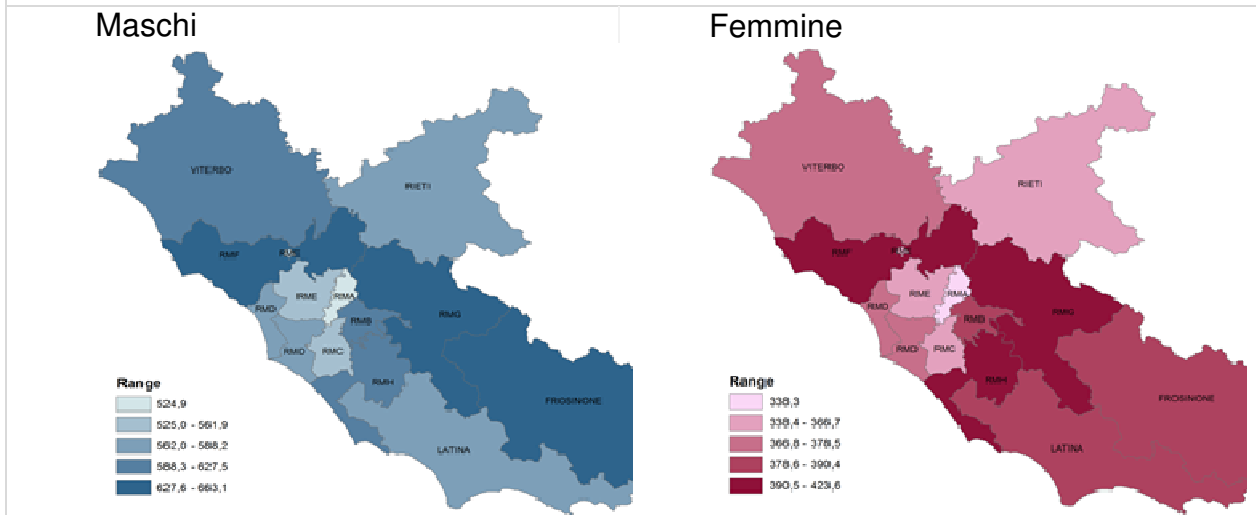 Maschi
VITERBO
RIETI
RMF
RME
RMA
RMD
RMB
RMG
RMD
RMC
RMH
FROSINONE
LATINA
Range
524,9
525,0 - 561,9
562,0 - 588,2
588,3 - 627,5
627,6 - 663,1
Femmine
VITERBO
RIETI
RMF
RME
RMA
RMD
RMB
RMG
RMD
RMC
RMH
FROSINONE
LATINA
Range
338,3
338,4 - 366,7
366,8 - 378,5
378,6 - 390,4
390,5 - 423,6